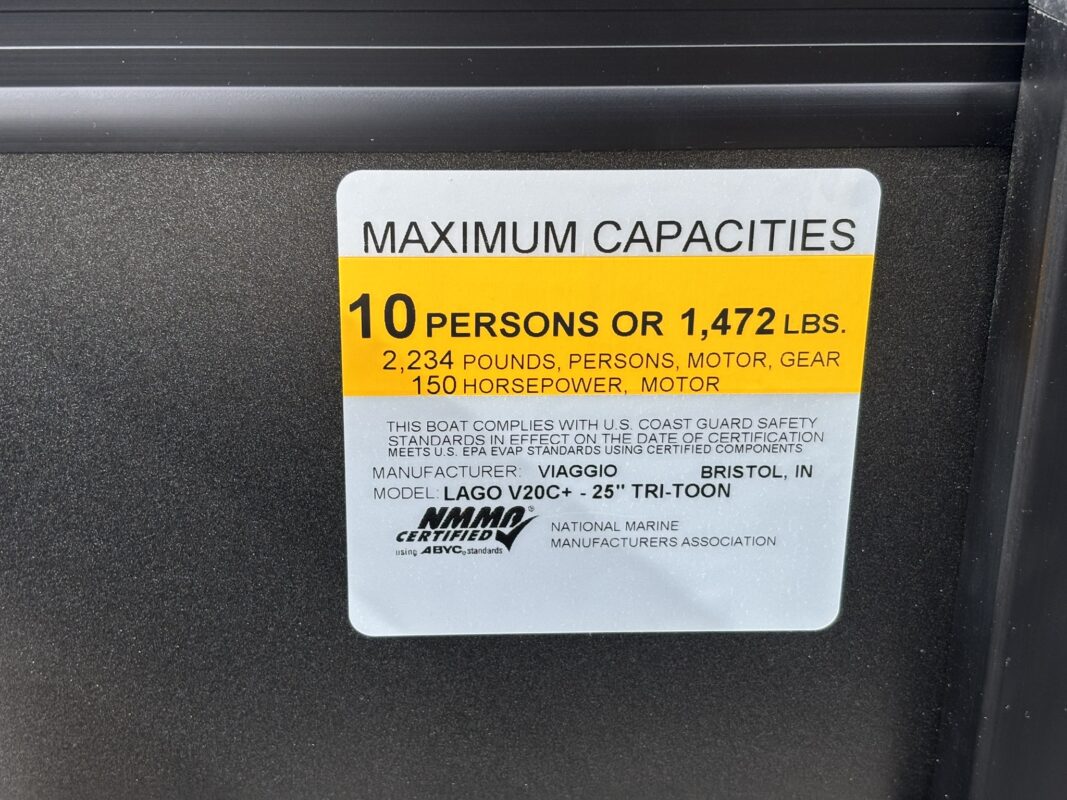 MAXIMUM CAPACITIES
10 PERSONS OR 1,472 LBS.
2,234 POUNDS, PERSONS, MOTOR, GEAR
150 HORSEPOWER, MOTOR
THIS BOAT COMPLIES WITH U.S. COAST GUARD SAFETY
STANDARDS IN EFFECT ON THE DATE OF CERTIFICATION
MEETS U.S. EPA EVAP STANDARDS USING CERTIFIED COMPONENTS
MANUFACTURER: VIAGGIO BRISTOL, IN
MODEL: LAGO V20C+ - 25" TRI-TOON
NMMA®
CERTIFIED
using ABYC® standards
NATIONAL MARINE
MANUFACTURERS ASSOCIATION